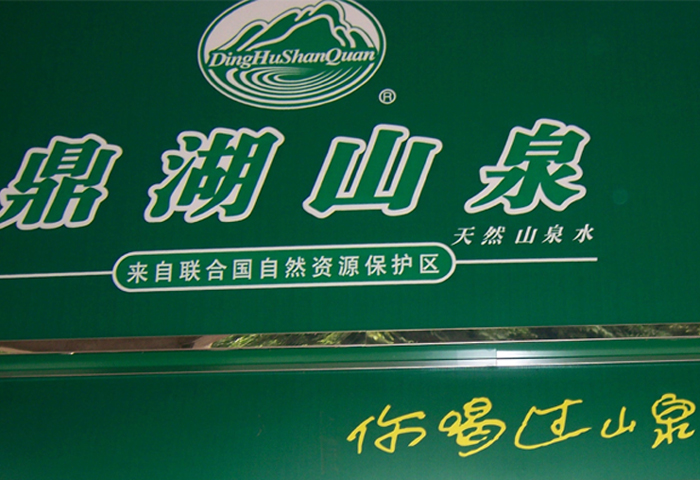 DingHuShanQuan
®
鼎湖山泉
天然山泉水
来自联合国自然资源保护区
你喝过山泉